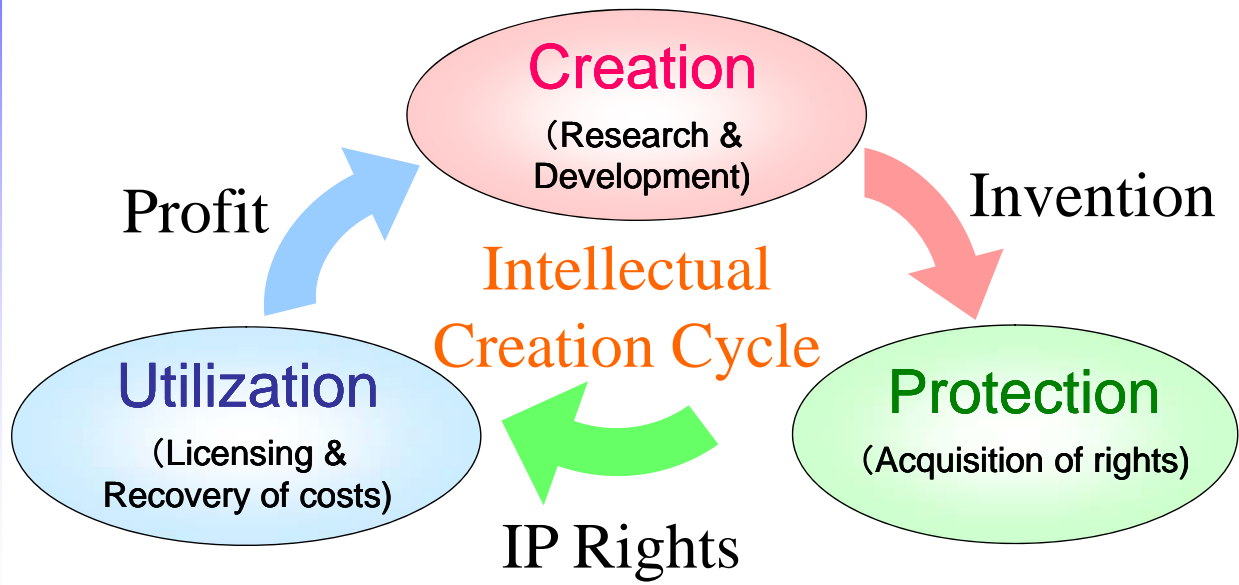 Creation
（Research &
Development)
Profit
Invention
Intellectual
Creation Cycle
Utilization
（Licensing &
Recovery of costs)
Protection
（Acquisition of rights)
IP Rights